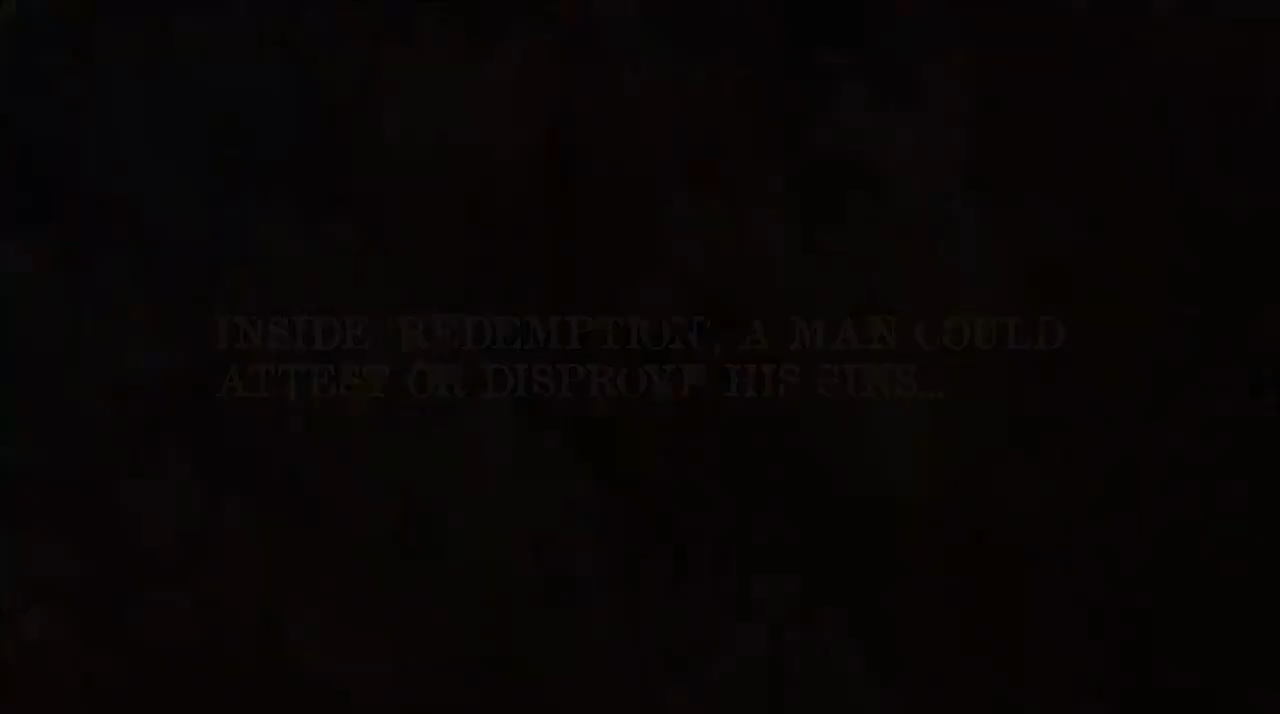 INSIDE 'REDEMPTION', A MAN COULD
ATTEST OR DISPROVE HIS SINS...